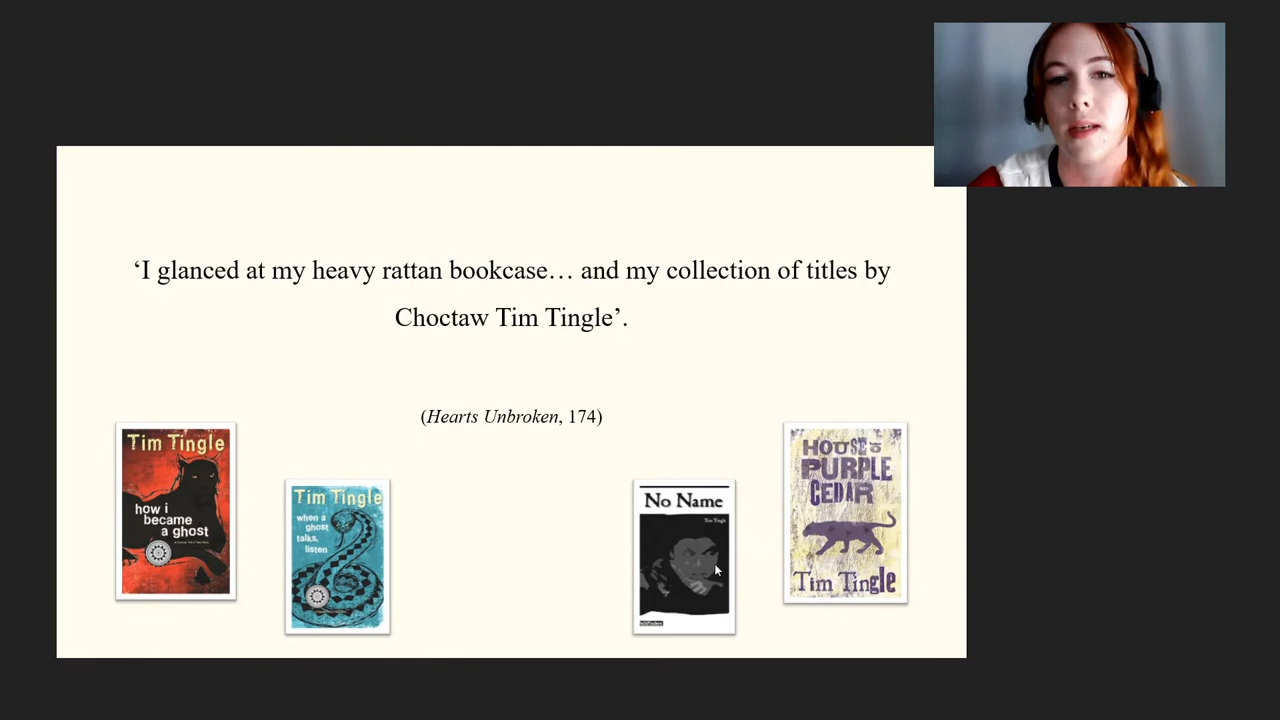 ‘I glanced at my heavy rattan bookcase… and my collection of titles by
Choctaw Tim Tingle’.
(Hearts Unbroken, 174)
Tim Tingle
how i
became
a ghost
Tim Tingle
when a
ghost
talks,
listen
No Name
Tim Tingle
HOUSE OF
PURPLE
CEDAR
Tim Tingle